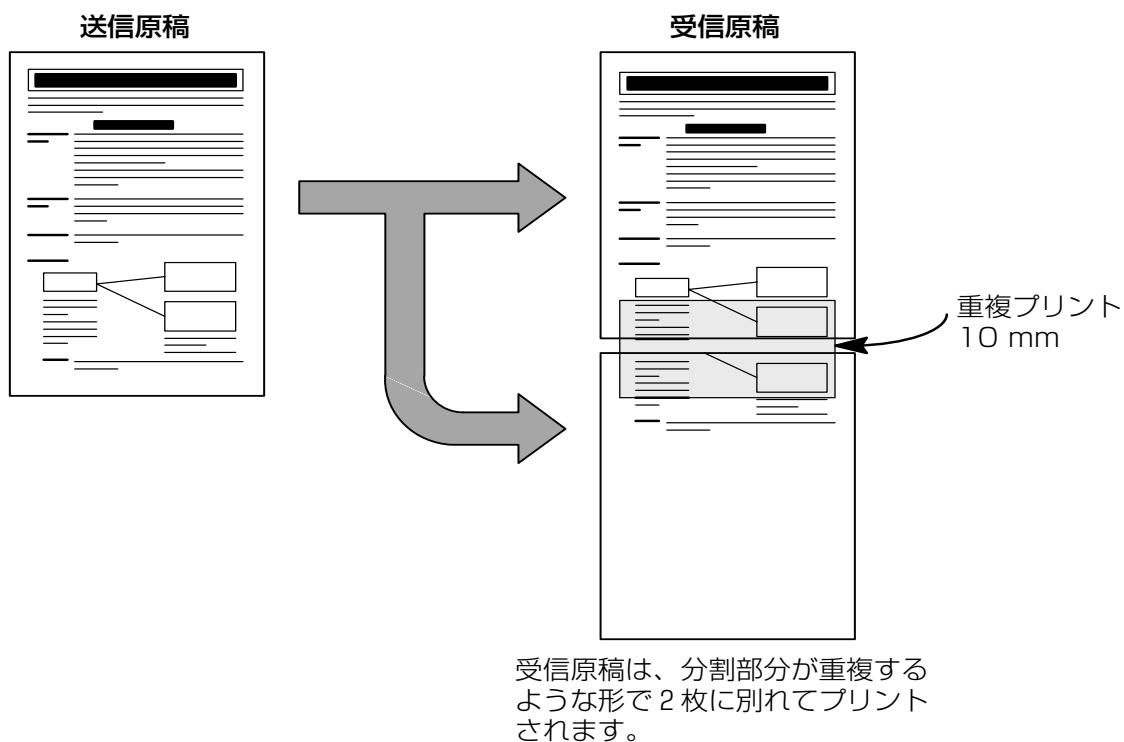 送信原稿
受信原稿
重複プリント
10 mm
受信原稿は、分割部分が重複する
ような形で2枚に別れてプリント
されます。